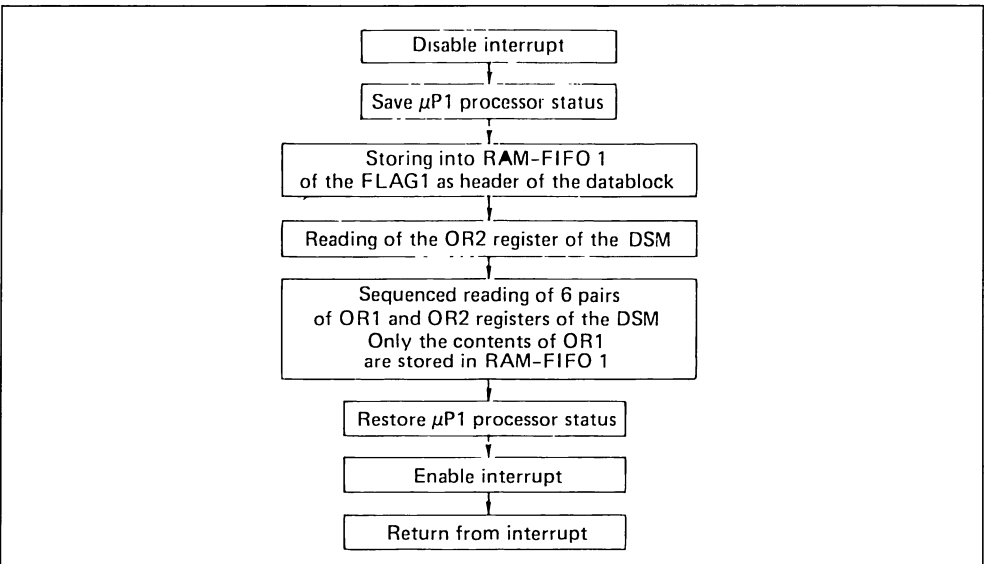 Disable interrupt
Save μP1 processor status
Storing into RAM-FIFO 1
of the FLAG1 as header of the datablock
Reading of the OR2 register of the DSM
Sequenced reading of 6 pairs
of OR1 and OR2 registers of the DSM
Only the contents of OR1
are stored in RAM-FIFO 1
Restore μP1 processor status
Enable interrupt
Return from interrupt